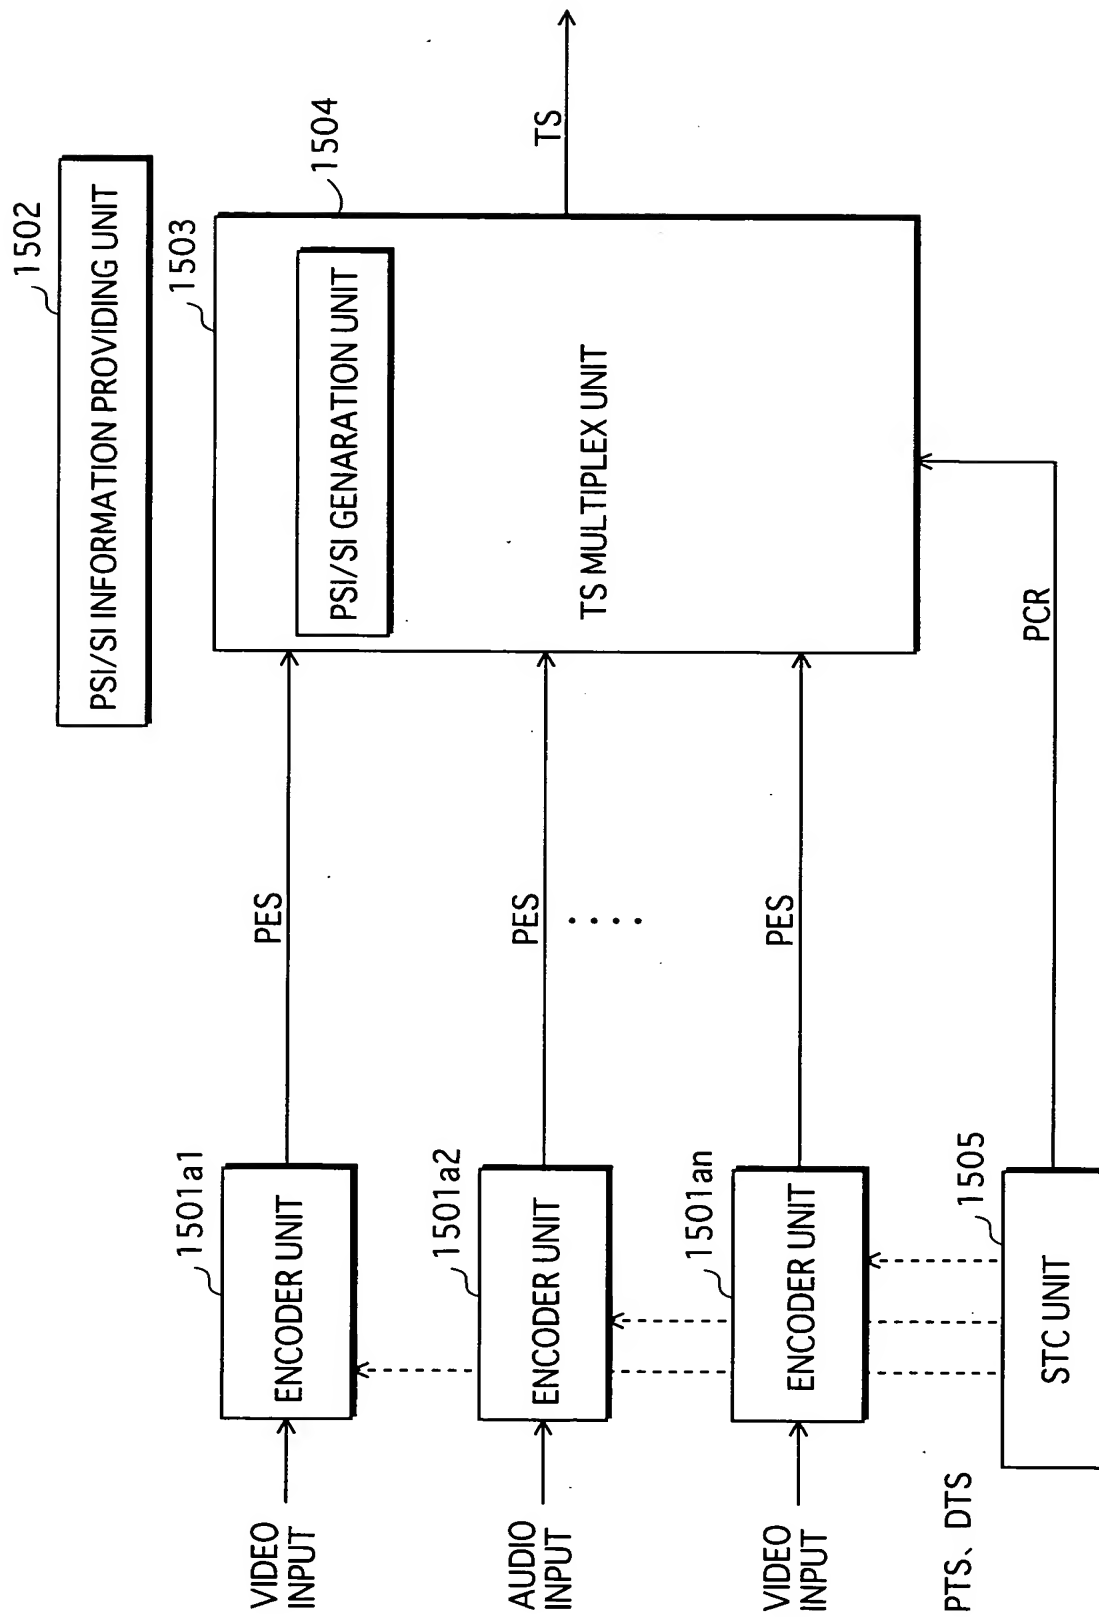 1502
PSI/SI INFORMATION PROVIDING UNIT
1503
1504
PSI/SI GENARATION UNIT
TS MULTIPLEX UNIT
TS
VIDEO
INPUT
1501a1
ENCODER UNIT
PES
AUDIO
INPUT
1501a2
ENCODER UNIT
PES
....
VIDEO
INPUT
1501an
ENCODER UNIT
PES
PTS、DTS
1505
STC UNIT
PCR